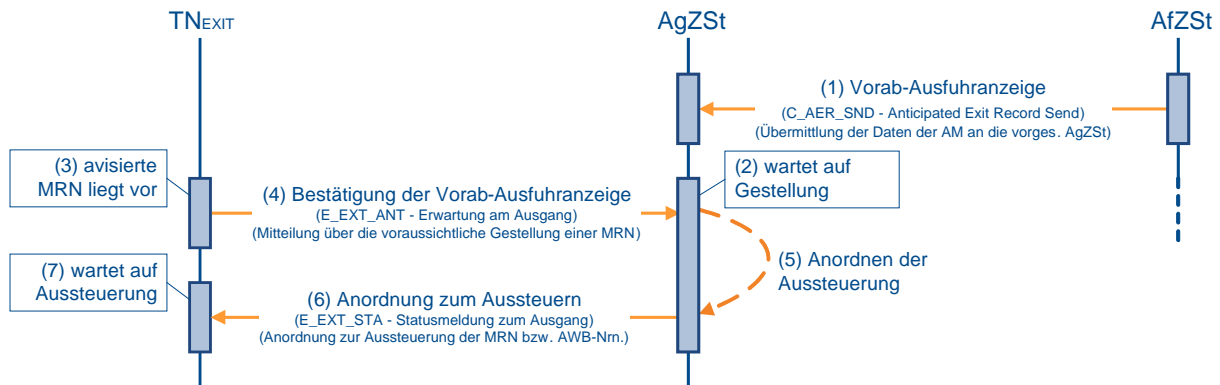 TNEXIT
AgZSt
AfZSt
(1) Vorab-Ausfuhranzeige
(C_AER_SND - Anticipated Exit Record Send)
(Übermittlung der Daten der AM an die vorges. AgZSt)
(2) wartet auf
Gestellung
(3) avisierte
MRN liegt vor
(4) Bestätigung der Vorab-Ausfuhranzeige
(E_EXT_ANT - Erwartung am Ausgang)
(Mitteilung über die voraussichtliche Gestellung einer MRN)
(5) Anordnen der
Aussteuerung
(6) Anordnung zum Aussteuern
(E_EXT_STA - Statusmeldung zum Ausgang)
(Anordnung zur Aussteuerung der MRN bzw. AWB-Nrn.)
(7) wartet auf
Aussteuerung